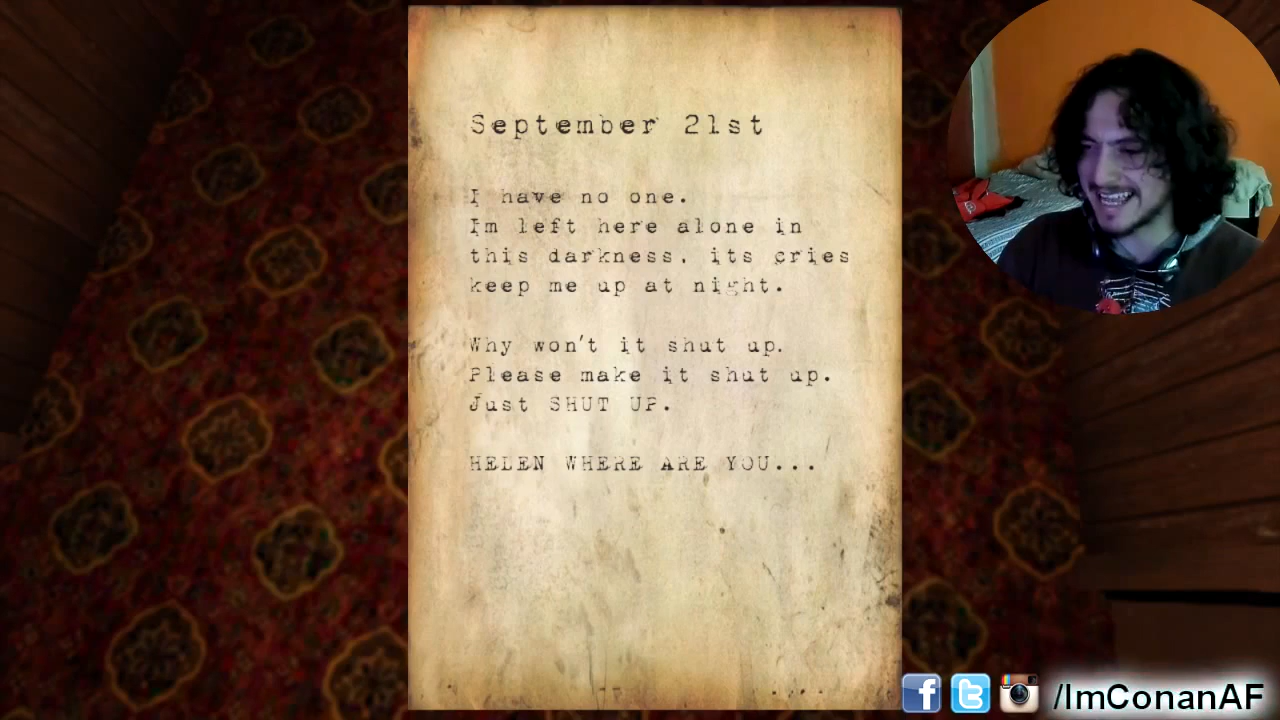 September 21st
I have no one.
Im left here alone in
this darkness. its cries
keep me up at night.
Why won't it shut up.
Please make it shut up.
Just SHUT UP.
HELEN WHERE ARE YOU...
/ImConanAF